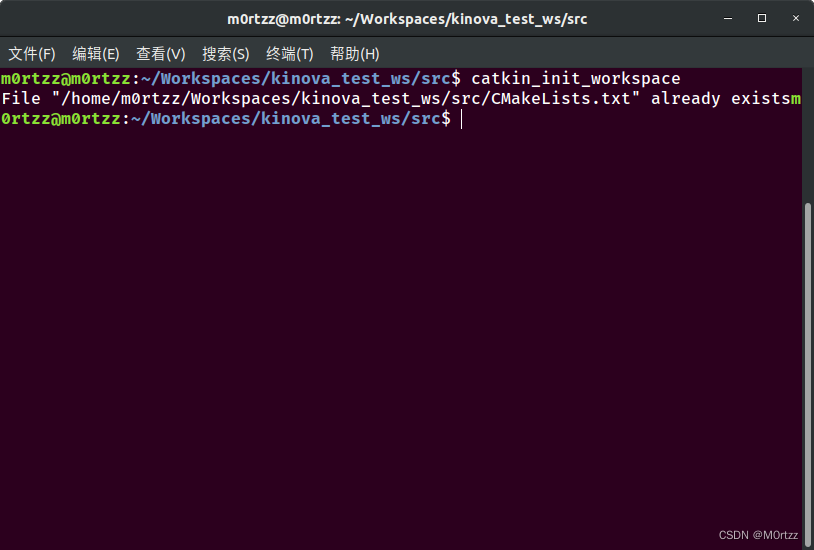 m0rtzz@m0rtzz: ~/Workspaces/kinova_test_ws/src
文件(F) 编辑(E) 查看(V) 搜索(S) 终端(T) 帮助(H)
m0rtzz@m0rtzz:~/Workspaces/kinova_test_ws/src$ catkin_init_workspace
File "/home/m0rtzz/Workspaces/kinova_test_ws/src/CMakeLists.txt" already existsm
0rtzz@m0rtzz:~/Workspaces/kinova_test_ws/src$
CSDN @M0rtzz